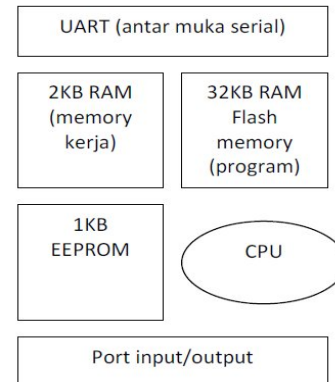 UART (antar muka serial)
2KB RAM
(memory
kerja)
32KB RAM
Flash
memory
(program)
1KB
EEPROM
CPU
Port input/output